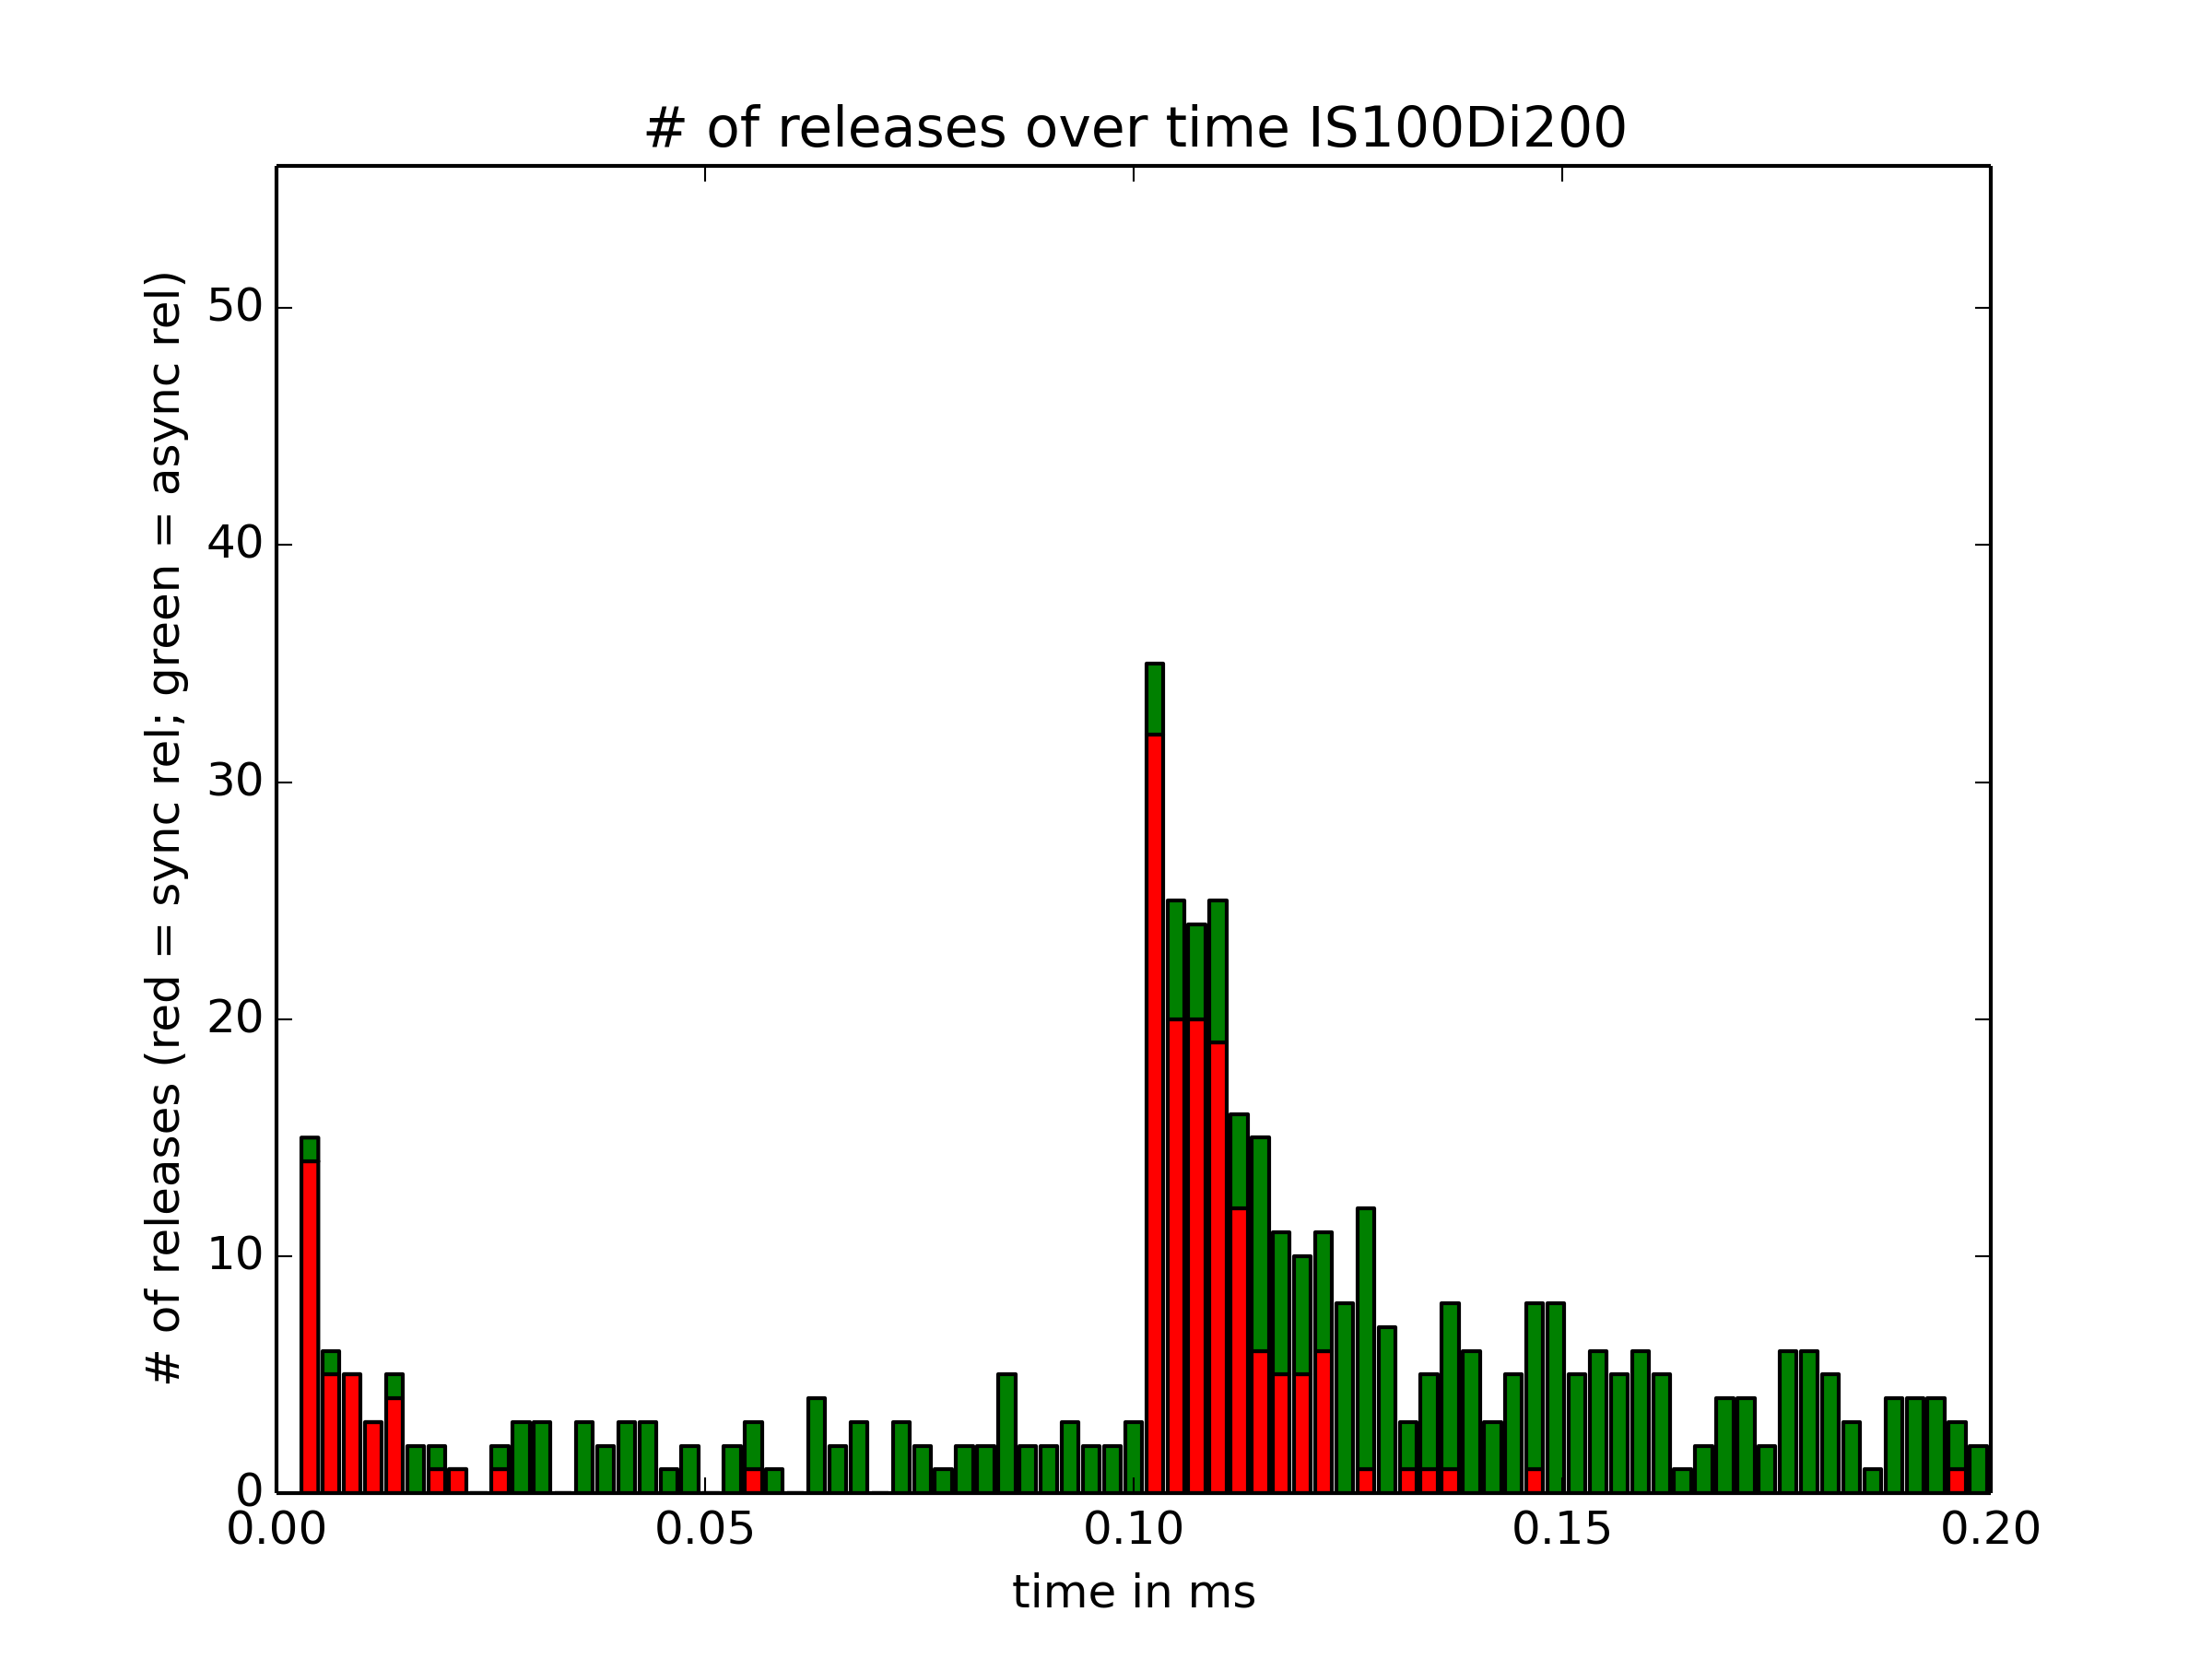 # of releases over time IS100Di200
# of releases (red = sync rel; green = async rel)
50
40
30
20
10
0
0.00 0.05 0.10 0.15 0.20
time in ms